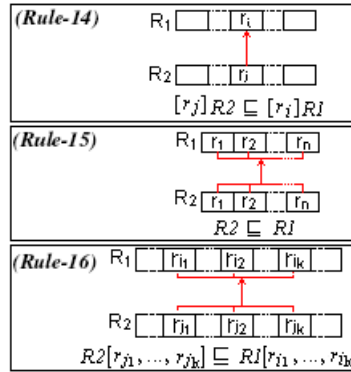 (Rule-14)
R1 ri
R2 rj
[rj]R2 ⊑ [ri]R1
(Rule-15)
R1 r1 r2 rn
R2 r1 r2 rn
R2 ⊑ R1
(Rule-16)
R1 ri1 ri2 rik
R2 rj1 rj2 rjk
R2[rj1,...,rjk] ⊑ R1[ri1,...,rik